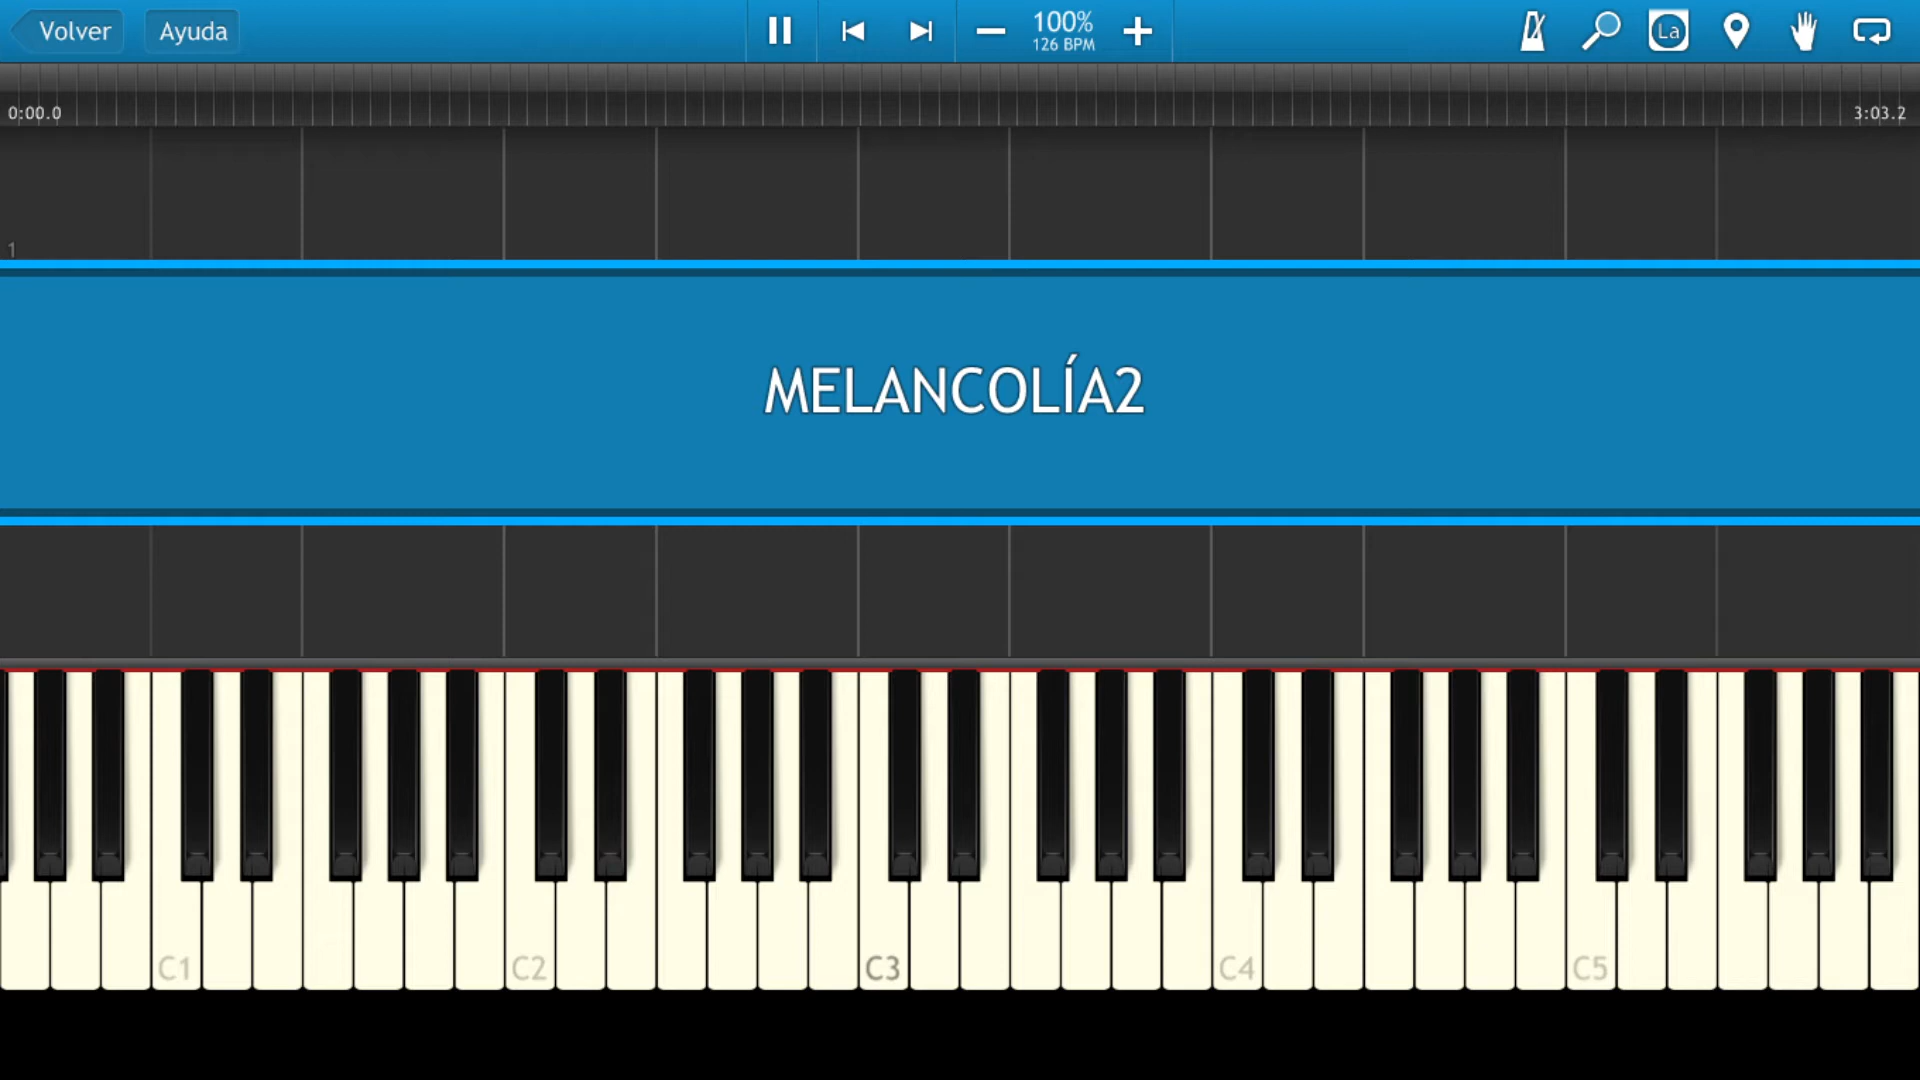 Volver
Ayuda
100%
126 BPM
La
0:00.0
3:03.2
1
MELANCOLÍA2
C1
C2
C3
C4
C5